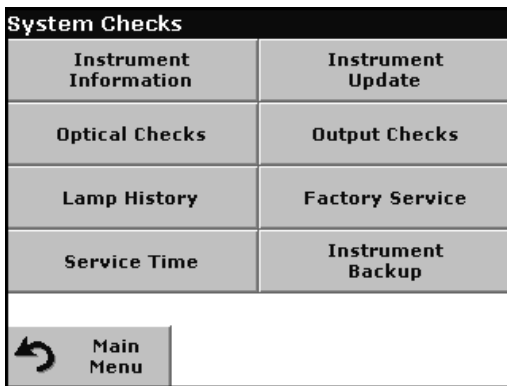 System Checks
Instrument
Information
Instrument
Update
Optical Checks
Output Checks
Lamp History
Factory Service
Service Time
Instrument
Backup
Main
Menu